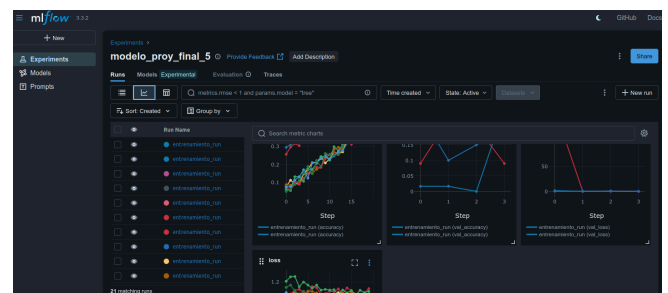 mlflow 3.3.2
GitHub Docs
+ New
Experiments
Models
Prompts
Experiments ›
modelo_proy_final_5 Provide Feedback Add Description
Share
Runs Models Experimental Evaluation Traces
metrics.rmse < 1 and params.model = "tree"
Time created State: Active Datasets + New run
Sort: Created Group by
Run Name
Search metric charts
entrenamiento_run
entrenamiento_run
entrenamiento_run
entrenamiento_run
entrenamiento_run
entrenamiento_run
entrenamiento_run
entrenamiento_run
entrenamiento_run
21 matching runs
0.3
0.2
0.1
0 5 10 15
Step
entrenamiento_run (accuracy)
entrenamiento_run (accuracy)
0.15
0.1
0.05
0
0 1 2 3
Step
entrenamiento_run (val_accuracy)
entrenamiento_run (val_accuracy)
50
0
0 1 2 3
Step
entrenamiento_run (val_loss)
entrenamiento_run (val_loss)
loss
1.2